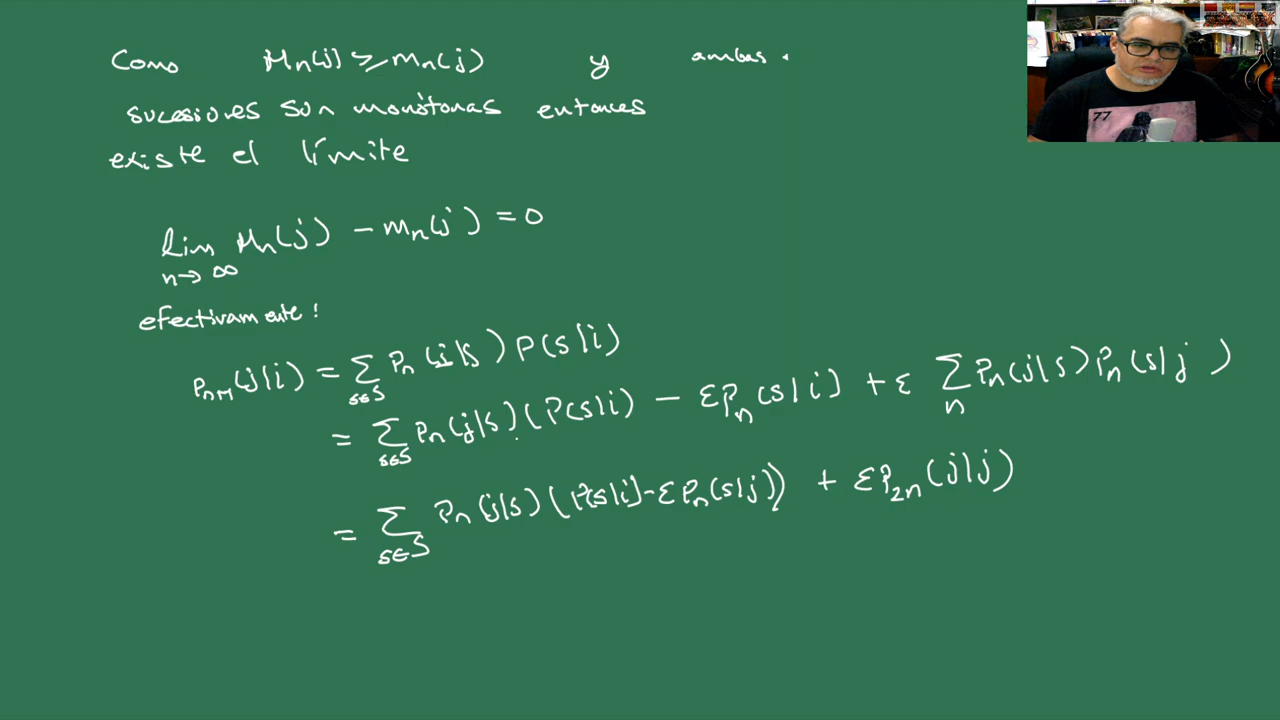 Como Mn(j) ≥ mn(j) y ambas
sucesiones son monótonas entonces
existe el límite
lim Mn(j) - mn(j) = 0
n→∞
efectivamente:
Pn+1(j|i) = Σ Pn(j|s) P(s|i)
s∈S
= Σ Pn(j|s)(P(s|i) - εPn(s|i) + ε Σ Pn(j|s)Pn(s|j)
s∈S n
= Σ Pn(j|s)(P(s|i) - εPn(s|j)) + εP2n(j|j)
s∈S
77